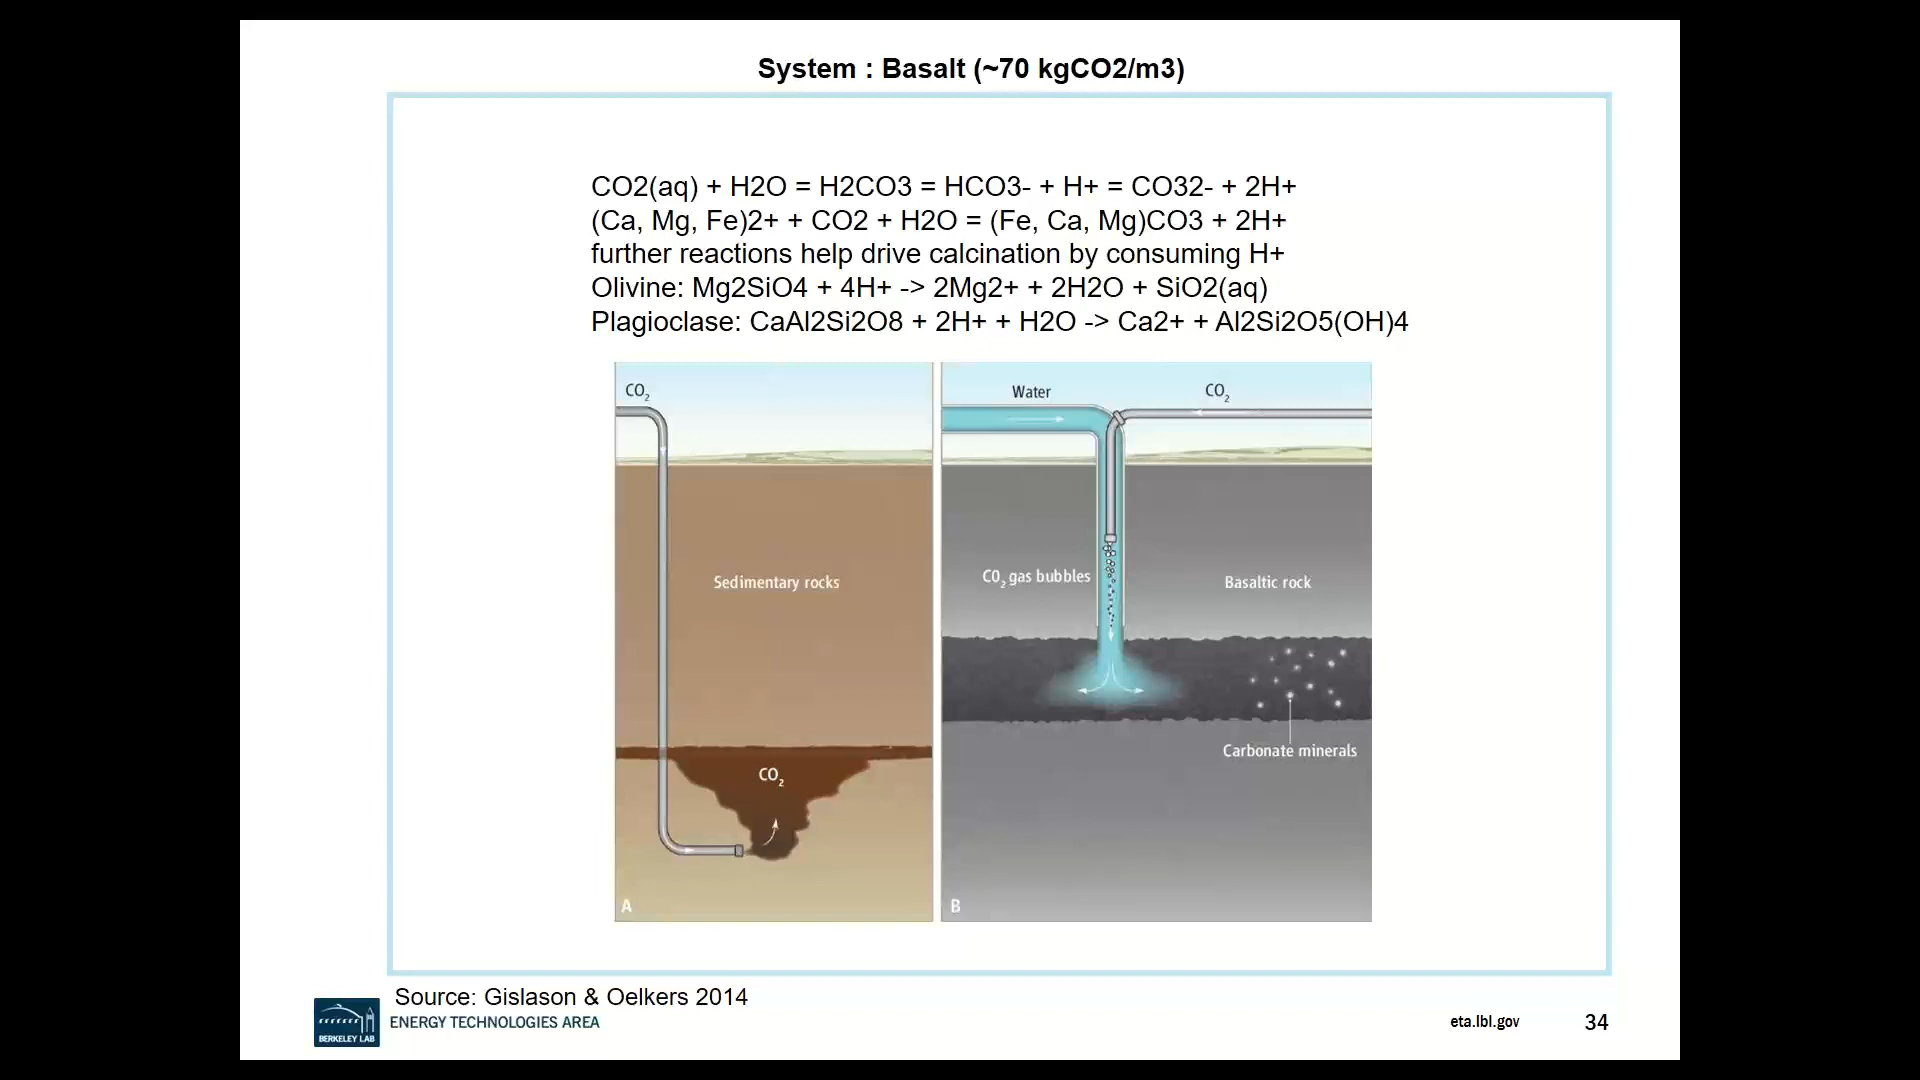 System : Basalt (~70 kgCO2/m3)
CO2(aq) + H2O = H2CO3 = HCO3- + H+ = CO32- + 2H+
(Ca, Mg, Fe)2+ + CO2 + H2O = (Fe, Ca, Mg)CO3 + 2H+
further reactions help drive calcination by consuming H+
Olivine: Mg2SiO4 + 4H+ -> 2Mg2+ + 2H2O + SiO2(aq)
Plagioclase: CaAl2Si2O8 + 2H+ + H2O -> Ca2+ + Al2Si2O5(OH)4
CO2
Sedimentary rocks
CO2
A
Water
CO2
CO2 gas bubbles
Basaltic rock
Carbonate minerals
B
Source: Gislason & Oelkers 2014
BERKELEY LAB
ENERGY TECHNOLOGIES AREA
eta.lbl.gov
34